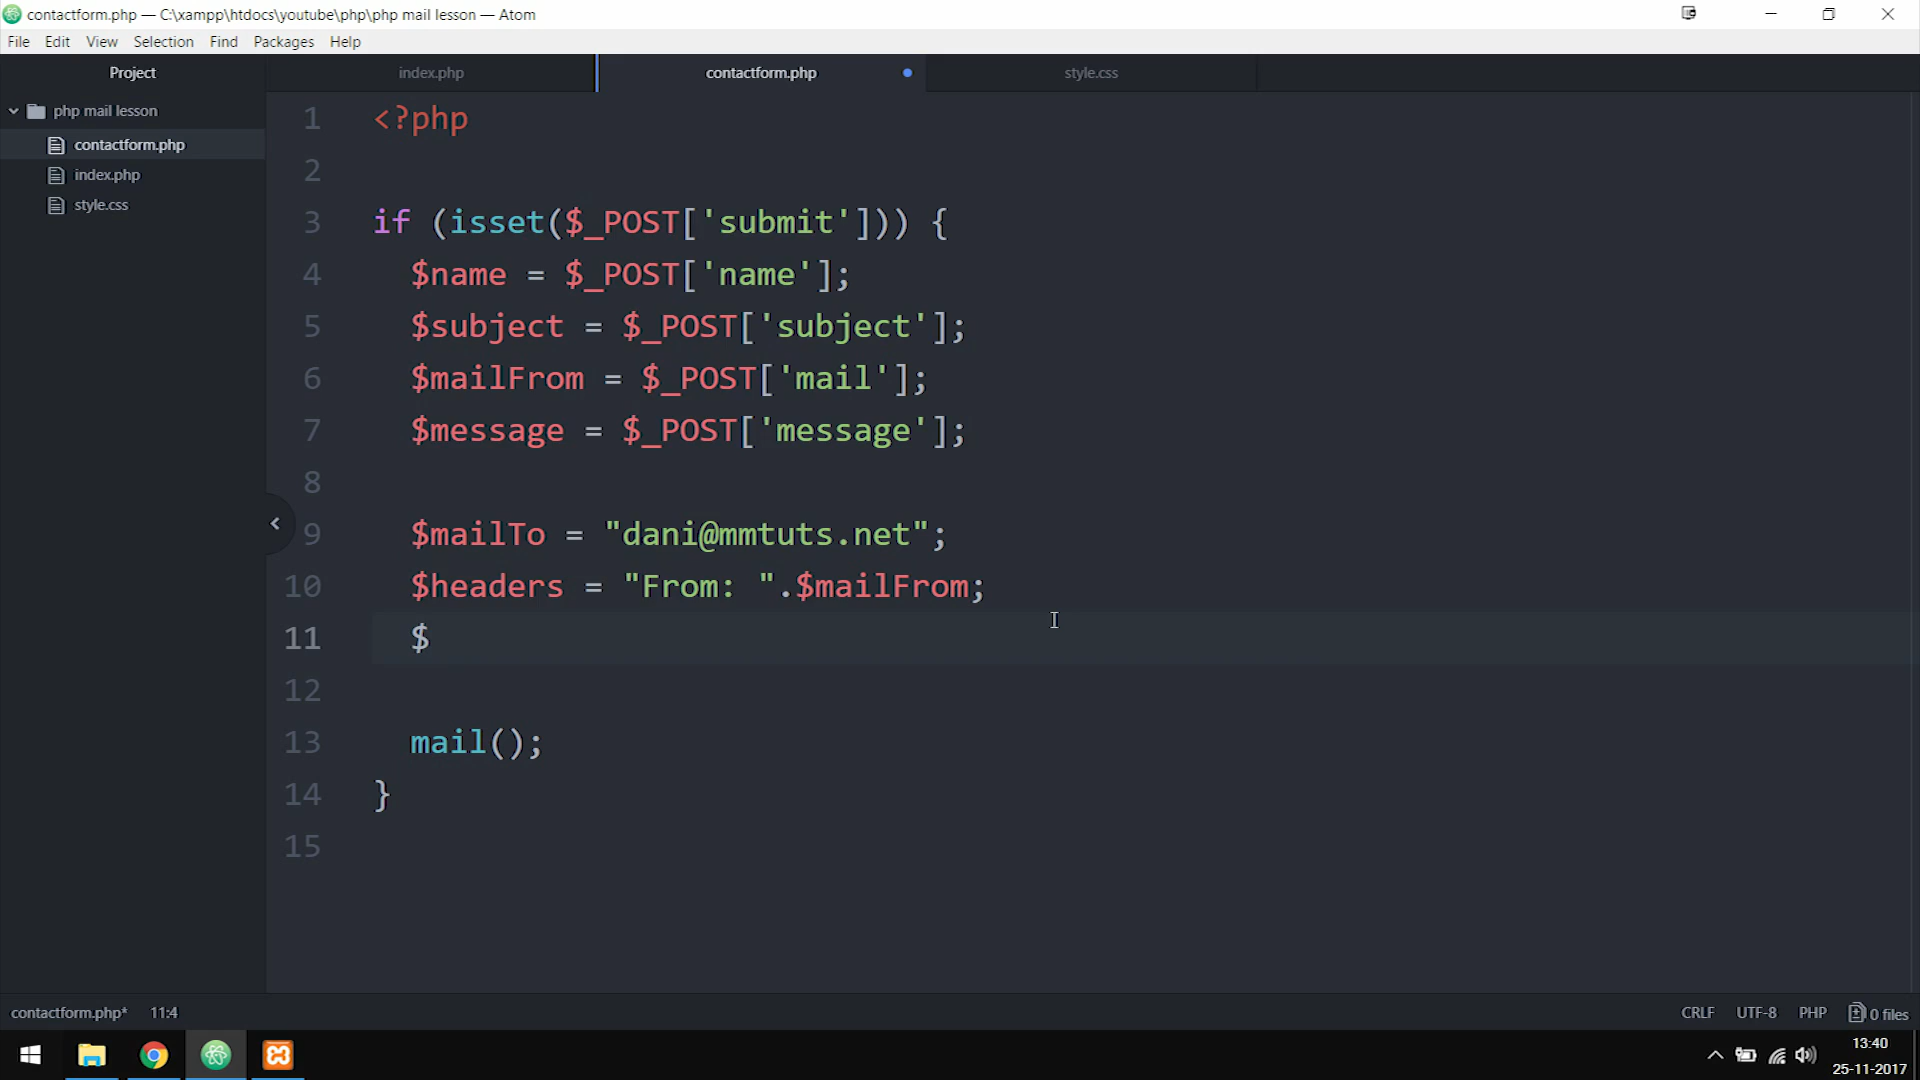 contactform.php — C:\xampp\htdocs\youtube\php\php mail lesson — Atom
File Edit View Selection Find Packages Help
Project
index.php
contactform.php
style.css
php mail lesson
contactform.php
index.php
style.css
1 <?php
2
3 if (isset($_POST['submit'])) {
4 $name = $_POST['name'];
5 $subject = $_POST['subject'];
6 $mailFrom = $_POST['mail'];
7 $message = $_POST['message'];
8
9 $mailTo = "dani@mmtuts.net";
10 $headers = "From: ".$mailFrom;
11 $
12
13 mail();
14 }
15
contactform.php* 11:4
CRLF UTF-8 PHP 0 files
13:40
25-11-2017